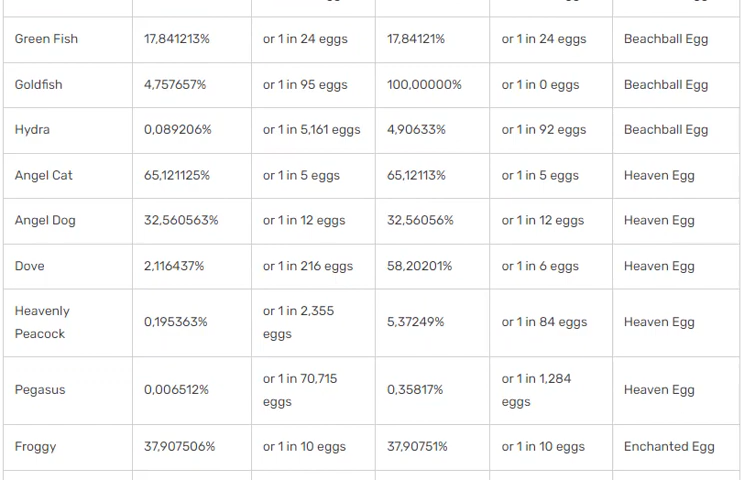 Green Fish 17,841213% or 1 in 24 eggs 17,84121% or 1 in 24 eggs Beachball Egg
Goldfish 4,757657% or 1 in 95 eggs 100,00000% or 1 in 0 eggs Beachball Egg
Hydra 0,089206% or 1 in 5,161 eggs 4,90633% or 1 in 92 eggs Beachball Egg
Angel Cat 65,121125% or 1 in 5 eggs 65,12113% or 1 in 5 eggs Heaven Egg
Angel Dog 32,560563% or 1 in 12 eggs 32,56056% or 1 in 12 eggs Heaven Egg
Dove 2,116437% or 1 in 216 eggs 58,20201% or 1 in 6 eggs Heaven Egg
Heavenly
Peacock 0,195363% or 1 in 2,355
eggs 5,37249% or 1 in 84 eggs Heaven Egg
Pegasus 0,006512% or 1 in 70,715
eggs 0,35817% or 1 in 1,284
eggs Heaven Egg
Froggy 37,907506% or 1 in 10 eggs 37,90751% or 1 in 10 eggs Enchanted Egg